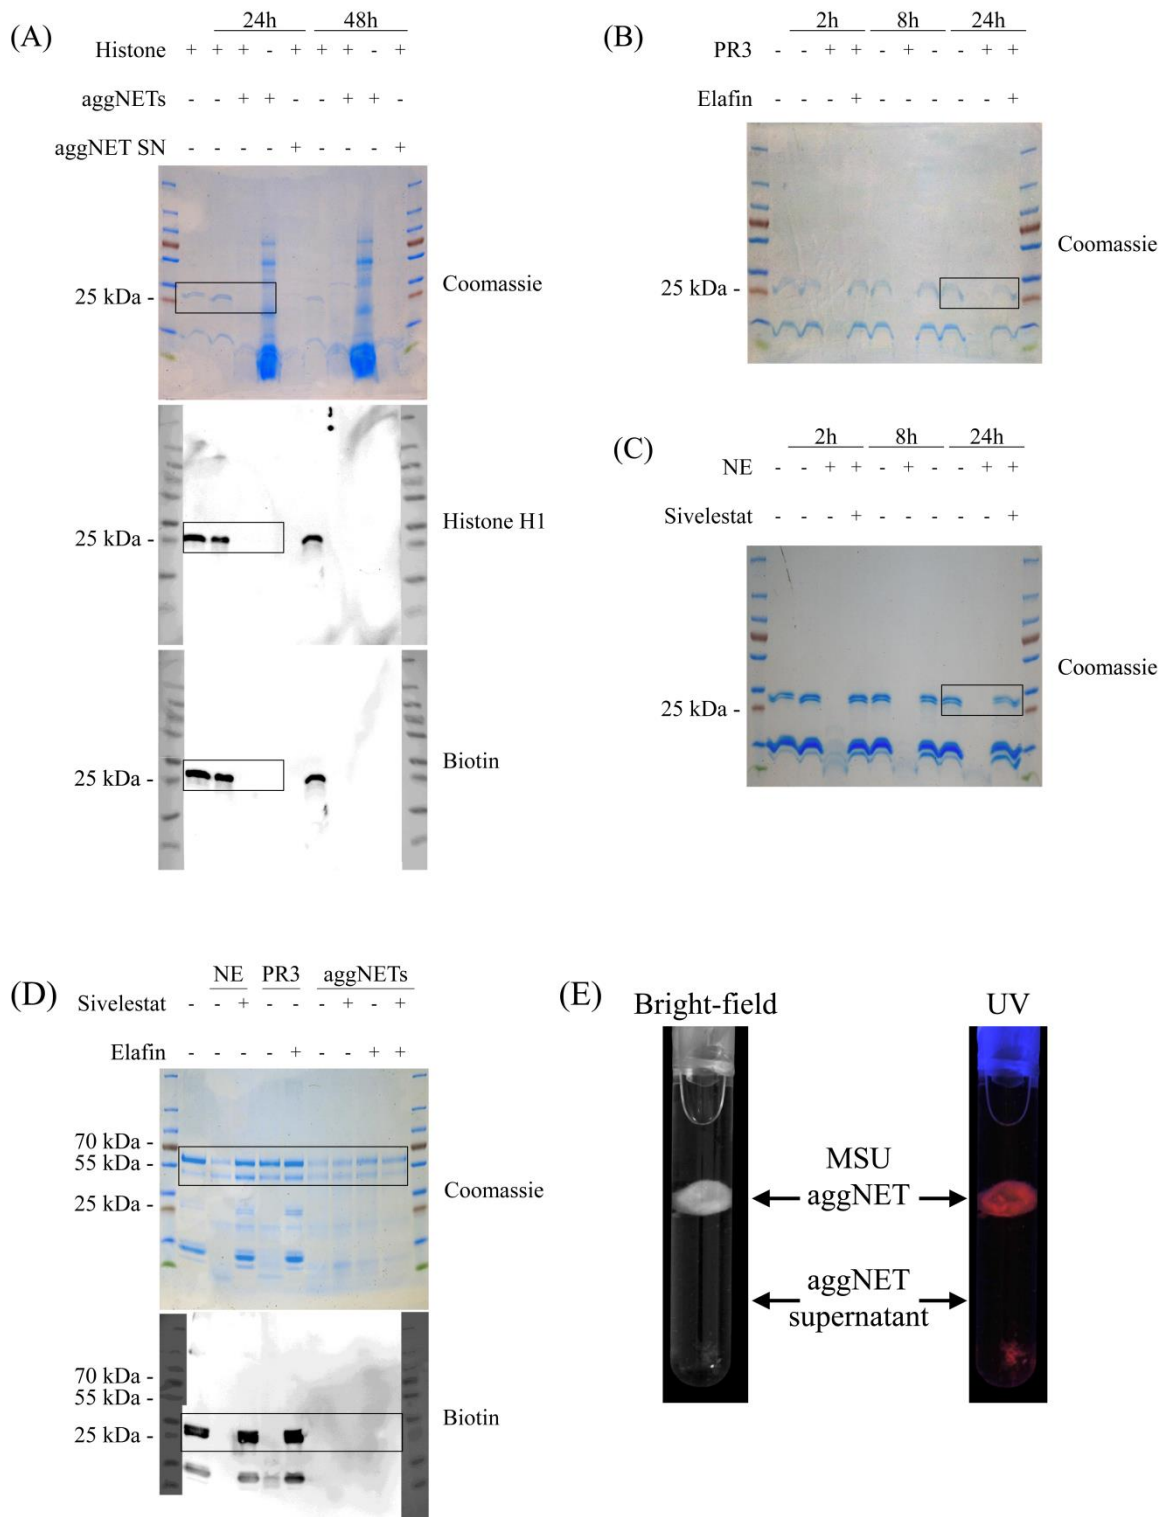 (A)
24h 48h
Histone + + + - + + + - +
aggNETs - - + + - - + + -
aggNET SN - - - - + - - - +
25 kDa -
Coomassie
25 kDa -
Histone H1
25 kDa -
Biotin
(B)
2h 8h 24h
PR3 - - + + - + - - + +
Elafin - - - + - - - - - +
25 kDa -
Coomassie
(C)
2h 8h 24h
NE - - + + - + - - + +
Sivelestat - - - + - - - - - +
25 kDa -
Coomassie
(D)
NE PR3 aggNETs
Sivelestat - - + - - - + - +
Elafin - - - - + - - + +
70 kDa -
55 kDa -
25 kDa -
Coomassie
70 kDa -
55 kDa -
25 kDa -
Biotin
(E)
Bright-field UV
MSU
aggNET
aggNET
supernatant